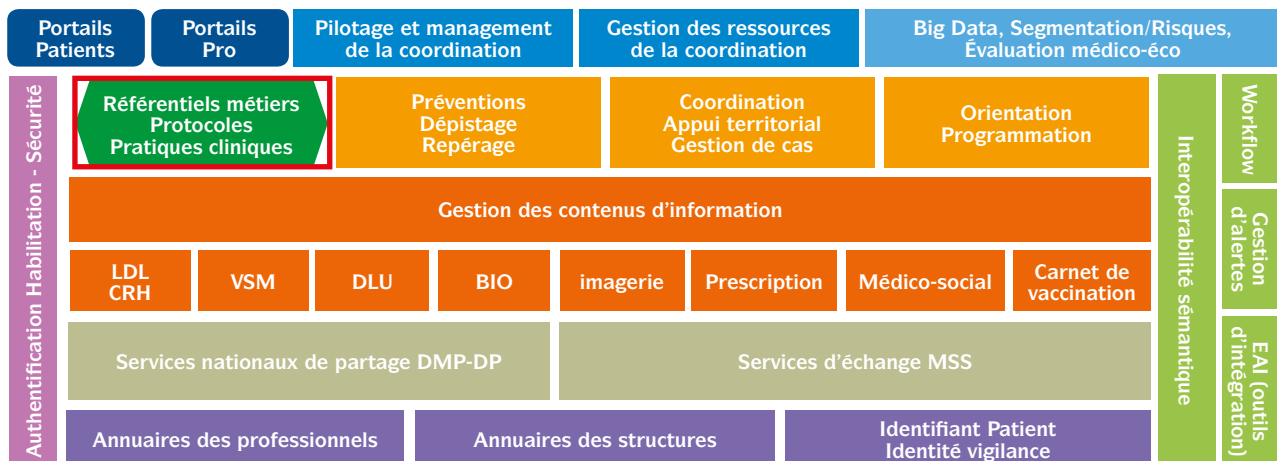 Portails
Patients
Portails
Pro
Pilotage et management
de la coordination
Gestion des ressources
de la coordination
Big Data, Segmentation/Risques,
Évaluation médico-éco
Authentification Habilitation - Sécurité
Référentiels métiers
Protocoles
Pratiques cliniques
Préventions
Dépistage
Repérage
Coordination
Appui territorial
Gestion de cas
Orientation
Programmation
Interopérabilité sémantique
Workflow
Gestion
d'alertes
EAI (outils
d'intégration)
Gestion des contenus d'information
LDL
CRH
VSM
DLU
BIO
imagerie
Prescription
Médico-social
Carnet de
vaccination
Services nationaux de partage DMP-DP
Services d'échange MSS
Annuaires des professionnels
Annuaires des structures
Identifiant Patient
Identité vigilance